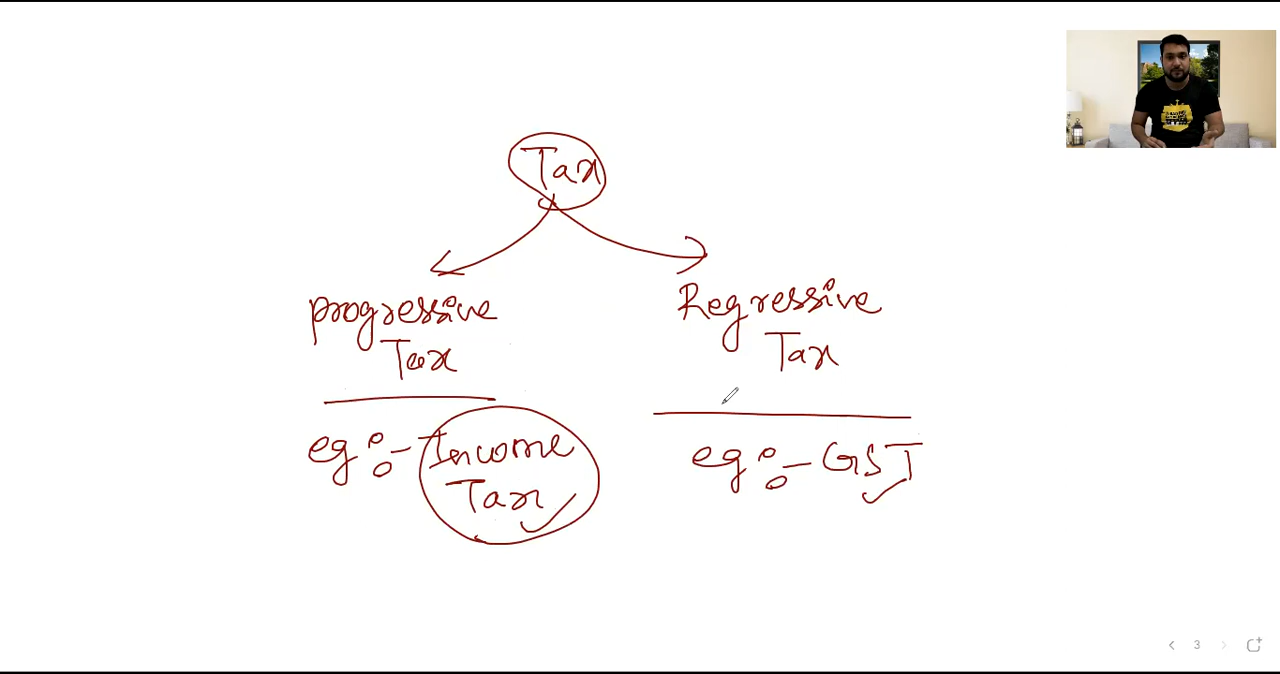 Tax
Progressive
Tax
Regressive
Tax
eg:- Income
Tax
eg:- GST
3